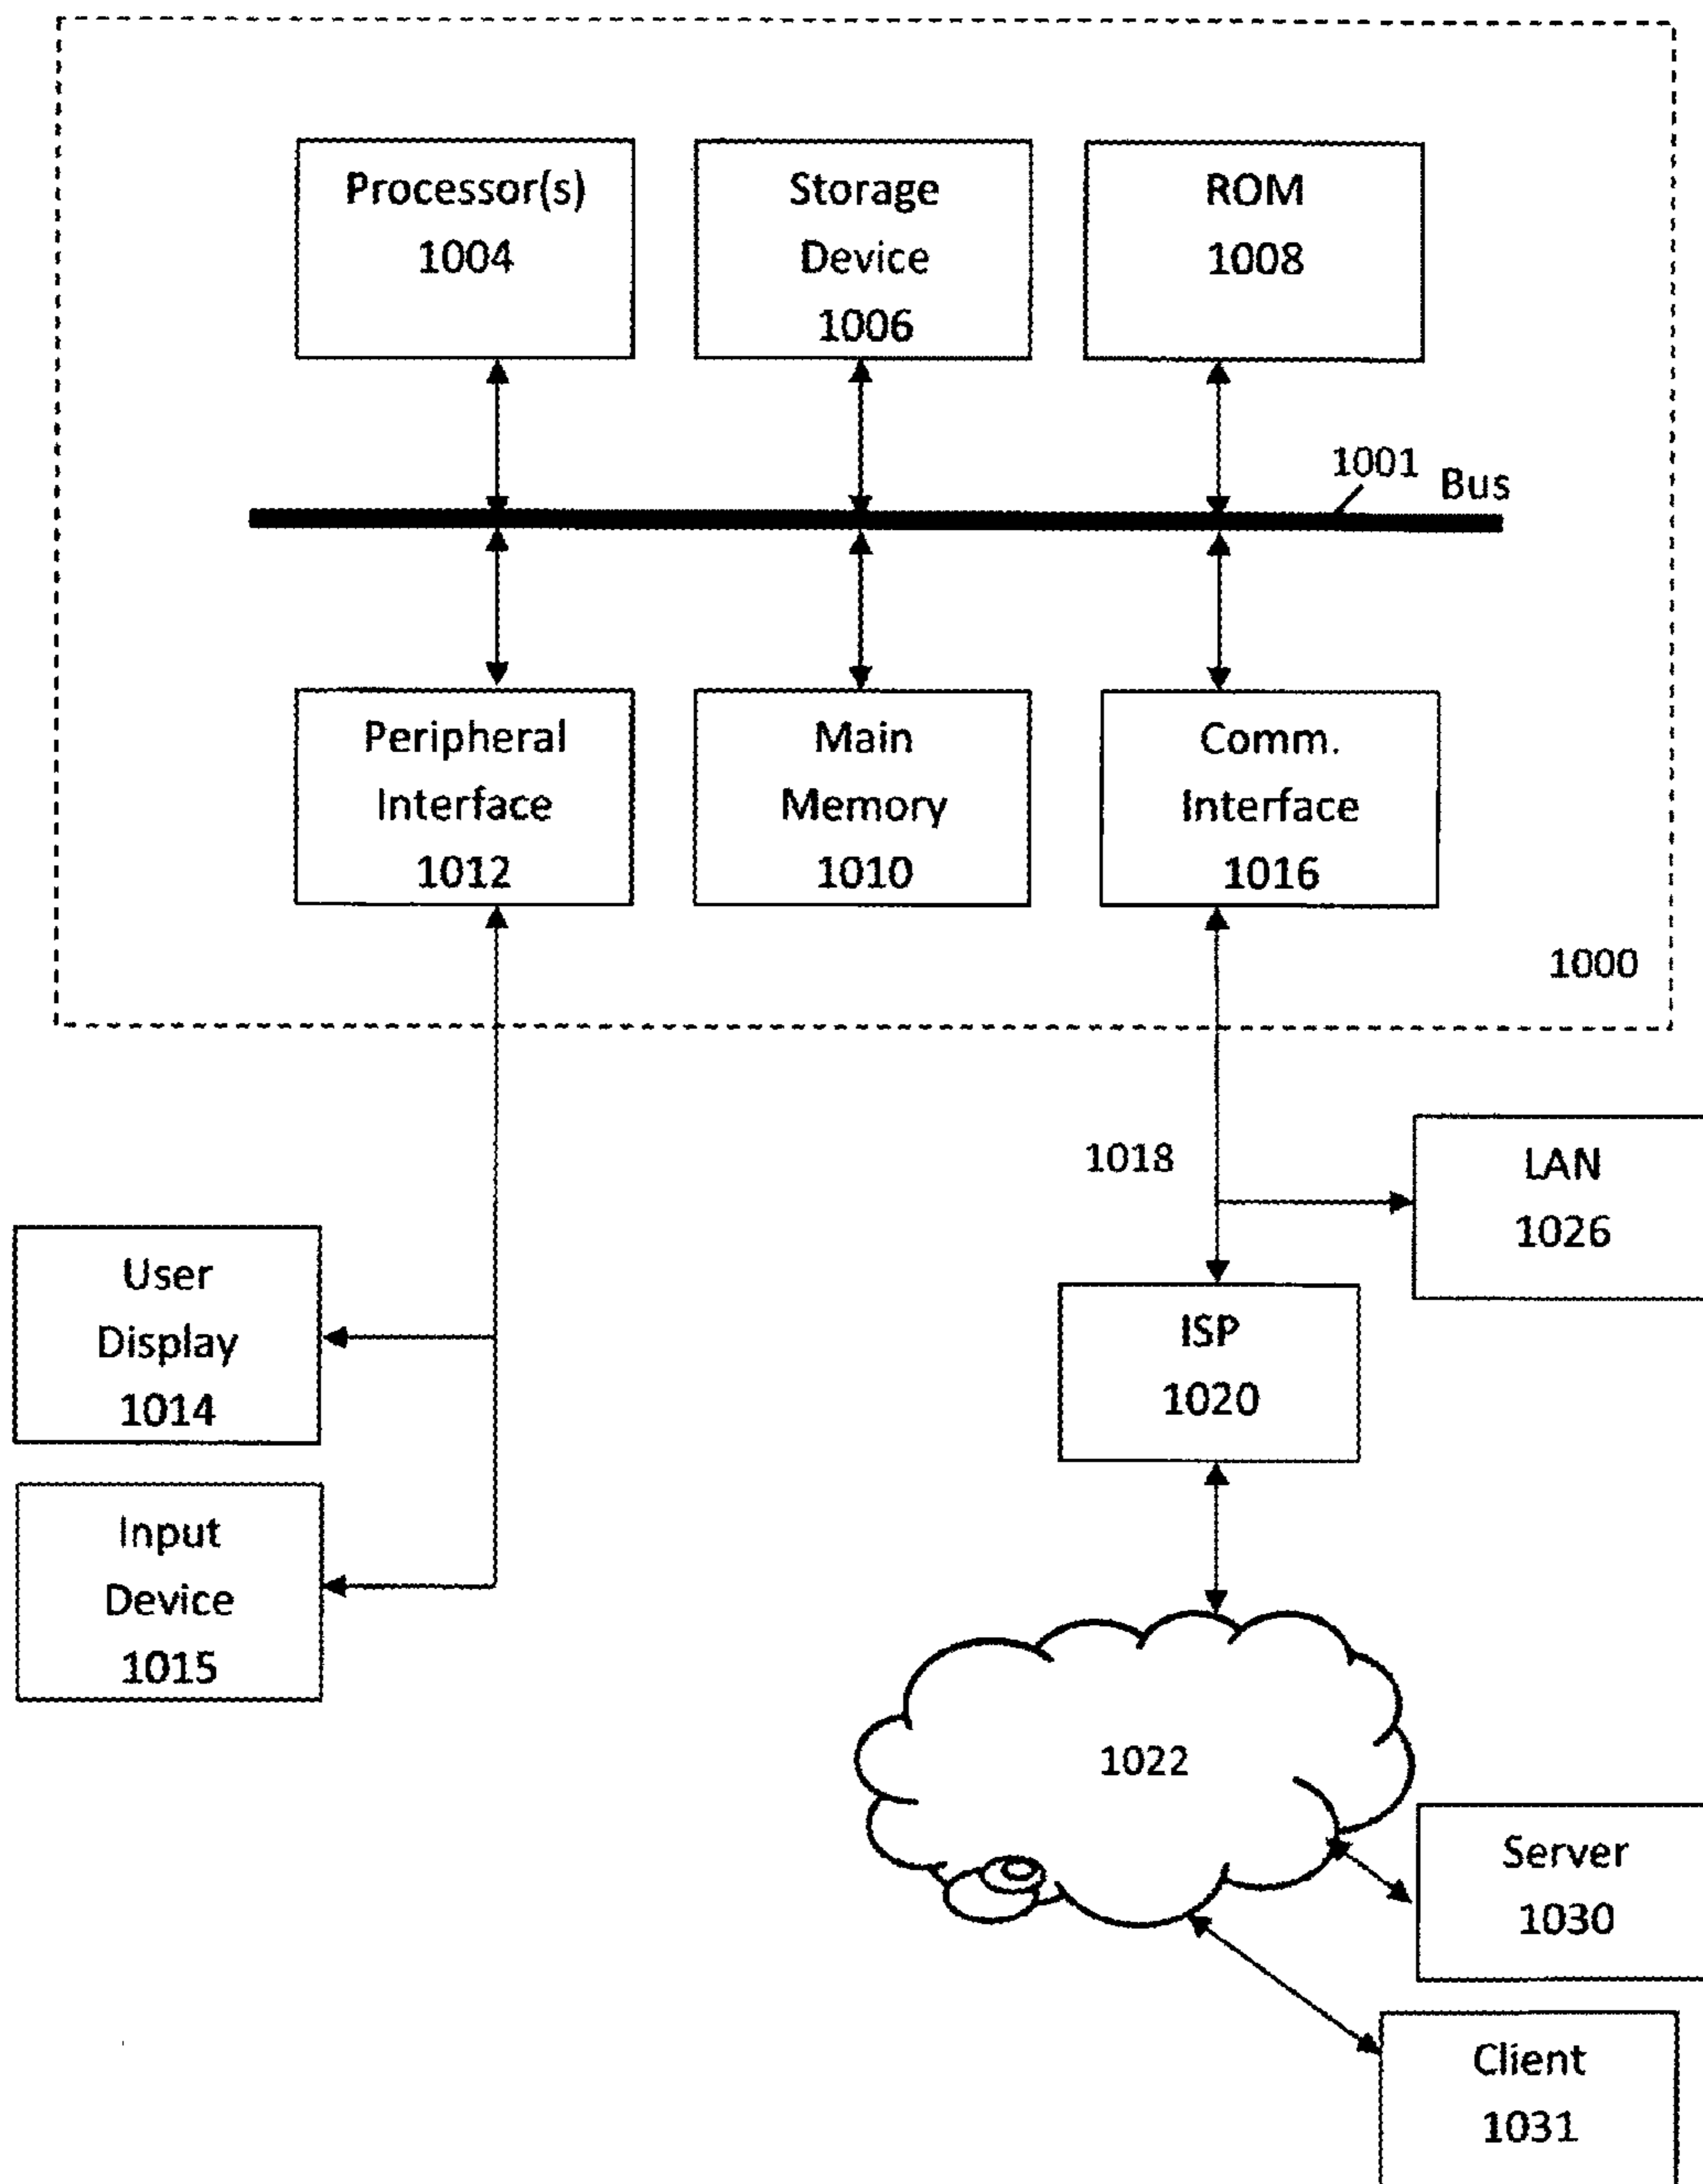 Processor(s)
1004
Storage
Device
1006
ROM
1008
1001
Bus
Peripheral
Interface
1012
Main
Memory
1010
Comm.
Interface
1016
1000
1018
LAN
1026
User
Display
1014
ISP
1020
Input
Device
1015
1022
Server
1030
Client
1031